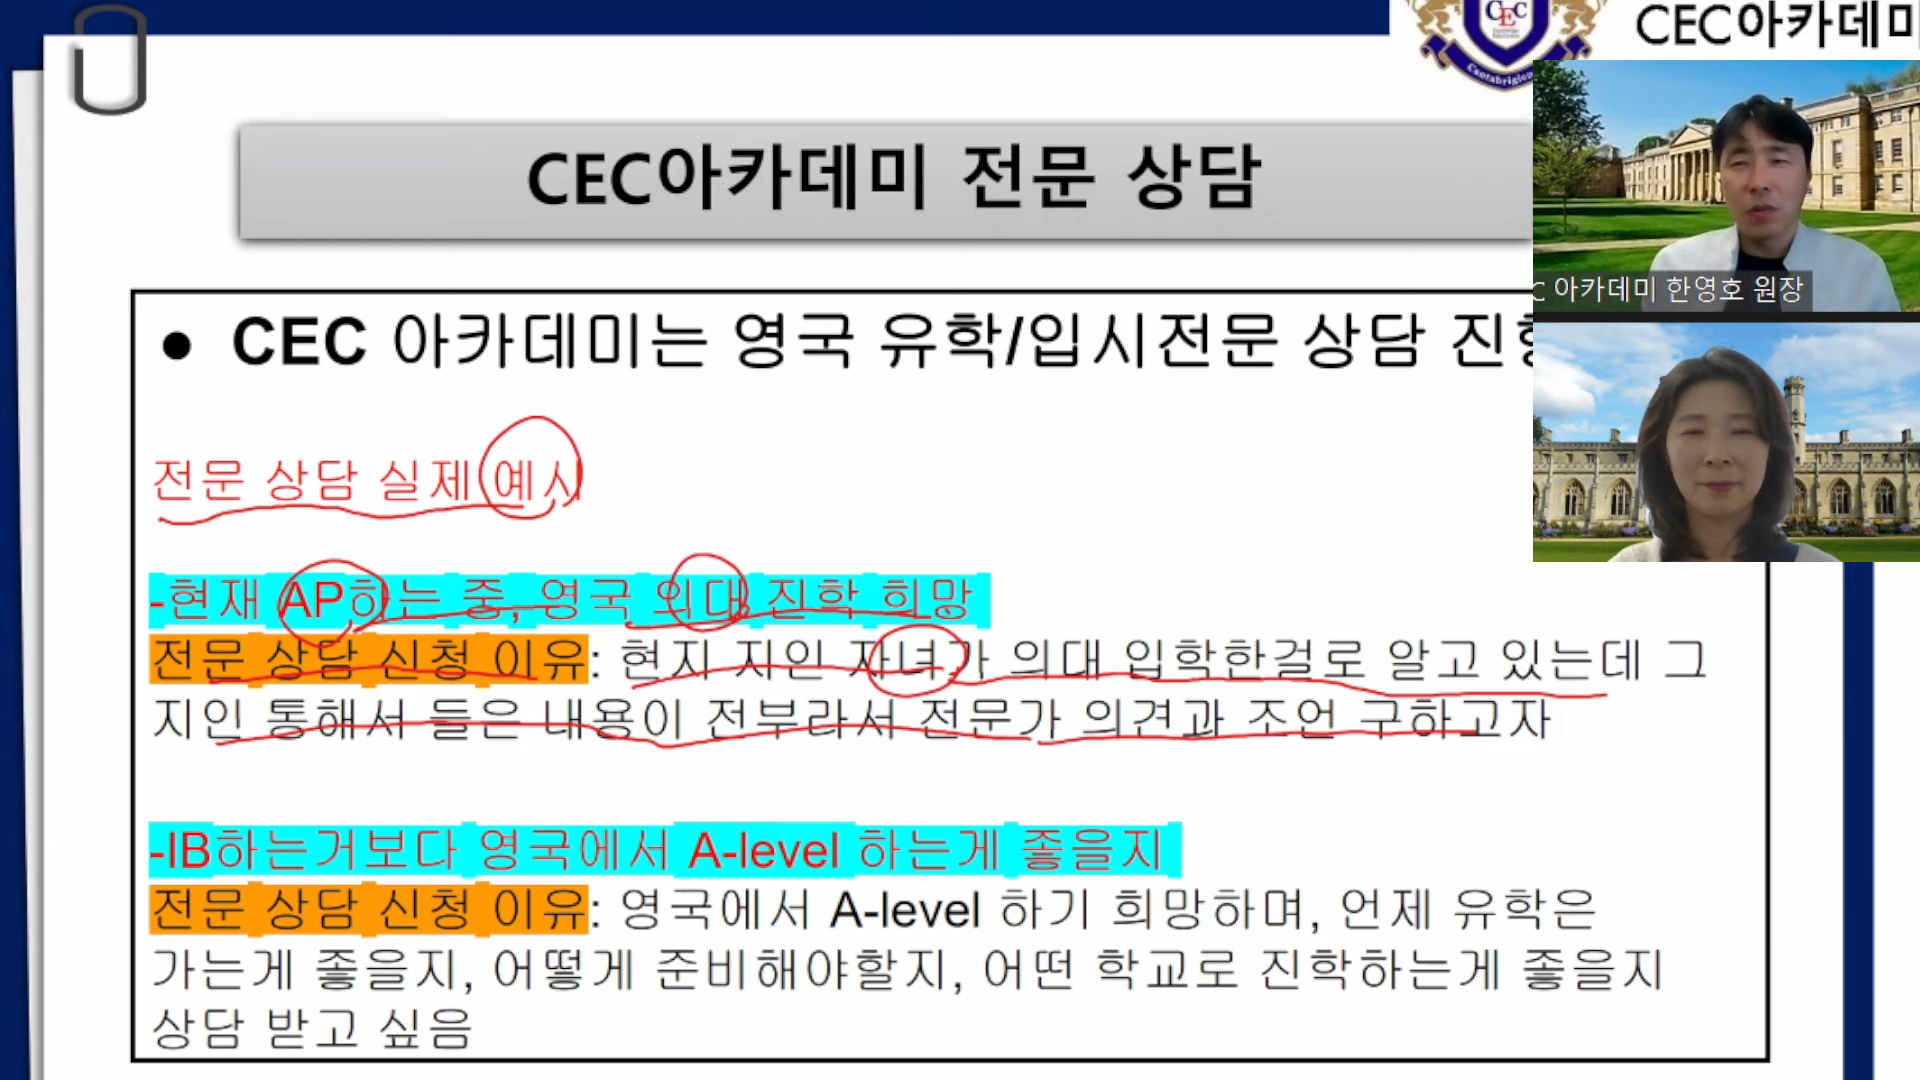 CEC아카데미
CEC
CEC아카데미 전문 상담
아카데미 한영호 원장
● CEC 아카데미는 영국 유학/입시전문 상담
전문 상담 실제 예시
-현재 AP하는 중, 영국 의대 진학 희망
전문 상담 신청 이유: 현지 지인 자녀가 의대 입학한걸로 알고 있는데 그
지인 통해서 들은 내용이 전부라서 전문가 의견과 조언 구하고자
-IB하는거보다 영국에서 A-level 하는게 좋을지
전문 상담 신청 이유: 영국에서 A-level 하기 희망하며, 언제 유학은
가는게 좋을지, 어떻게 준비해야할지, 어떤 학교로 진학하는게 좋을지
상담 받고 싶음